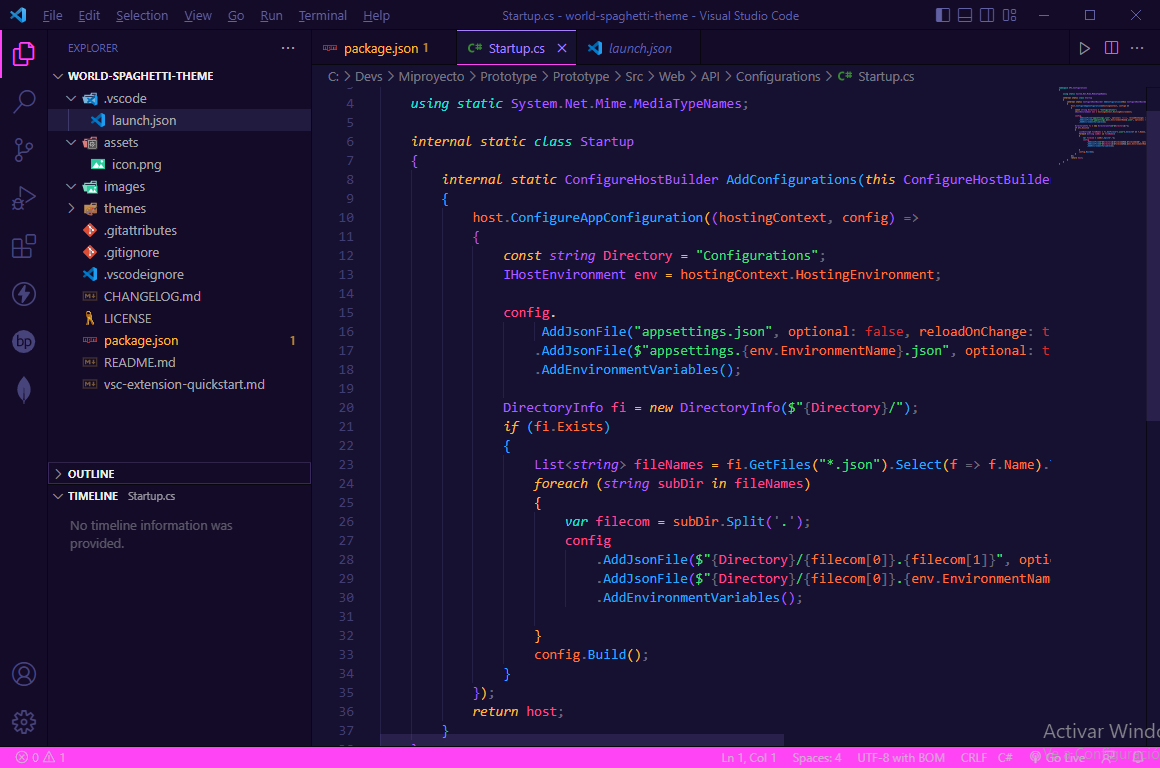 File Edit Selection View Go Run Terminal Help Startup.cs - world-spaghetti-theme - Visual Studio Code
EXPLORER
WORLD-SPAGHETTI-THEME
.vscode
launch.json
assets
icon.png
images
themes
.gitattributes
.gitignore
.vscodeignore
CHANGELOG.md
LICENSE
package.json 1
README.md
vsc-extension-quickstart.md
OUTLINE
TIMELINE Startup.cs
No timeline information was
provided.
bp
package.json 1 C# Startup.cs launch.json
C: > Devs > Miproyecto > Prototype > Prototype > Src > Web > API > Configurations > C# Startup.cs
4 using static System.Net.Mime.MediaTypeNames;
5
6 internal static class Startup
7 {
8 internal static ConfigureHostBuilder AddConfigurations(this ConfigureHostBuilde
9 {
10 host.ConfigureAppConfiguration((hostingContext, config) =>
11 {
12 const string Directory = "Configurations";
13 IHostEnvironment env = hostingContext.HostingEnvironment;
14
15 config.
16 AddJsonFile("appsettings.json", optional: false, reloadOnChange: t
17 .AddJsonFile($"appsettings.{env.EnvironmentName}.json", optional: t
18 .AddEnvironmentVariables();
19
20 DirectoryInfo fi = new DirectoryInfo($"{Directory}/");
21 if (fi.Exists)
22 {
23 List<string> fileNames = fi.GetFiles("*.json").Select(f => f.Name).
24 foreach (string subDir in fileNames)
25 {
26 var filecom = subDir.Split('.');
27 config
28 .AddJsonFile($"{Directory}/{filecom[0]}.{filecom[1]}", opti
29 .AddJsonFile($"{Directory}/{filecom[0]}.{env.EnvironmentNam
30 .AddEnvironmentVariables();
31
32 }
33 config.Build();
34 }
35 });
36 return host;
37 }
Activar Windo
0 1 Ln 1, Col 1 Spaces: 4 UTF-8 with BOM CRLF C# Go Live